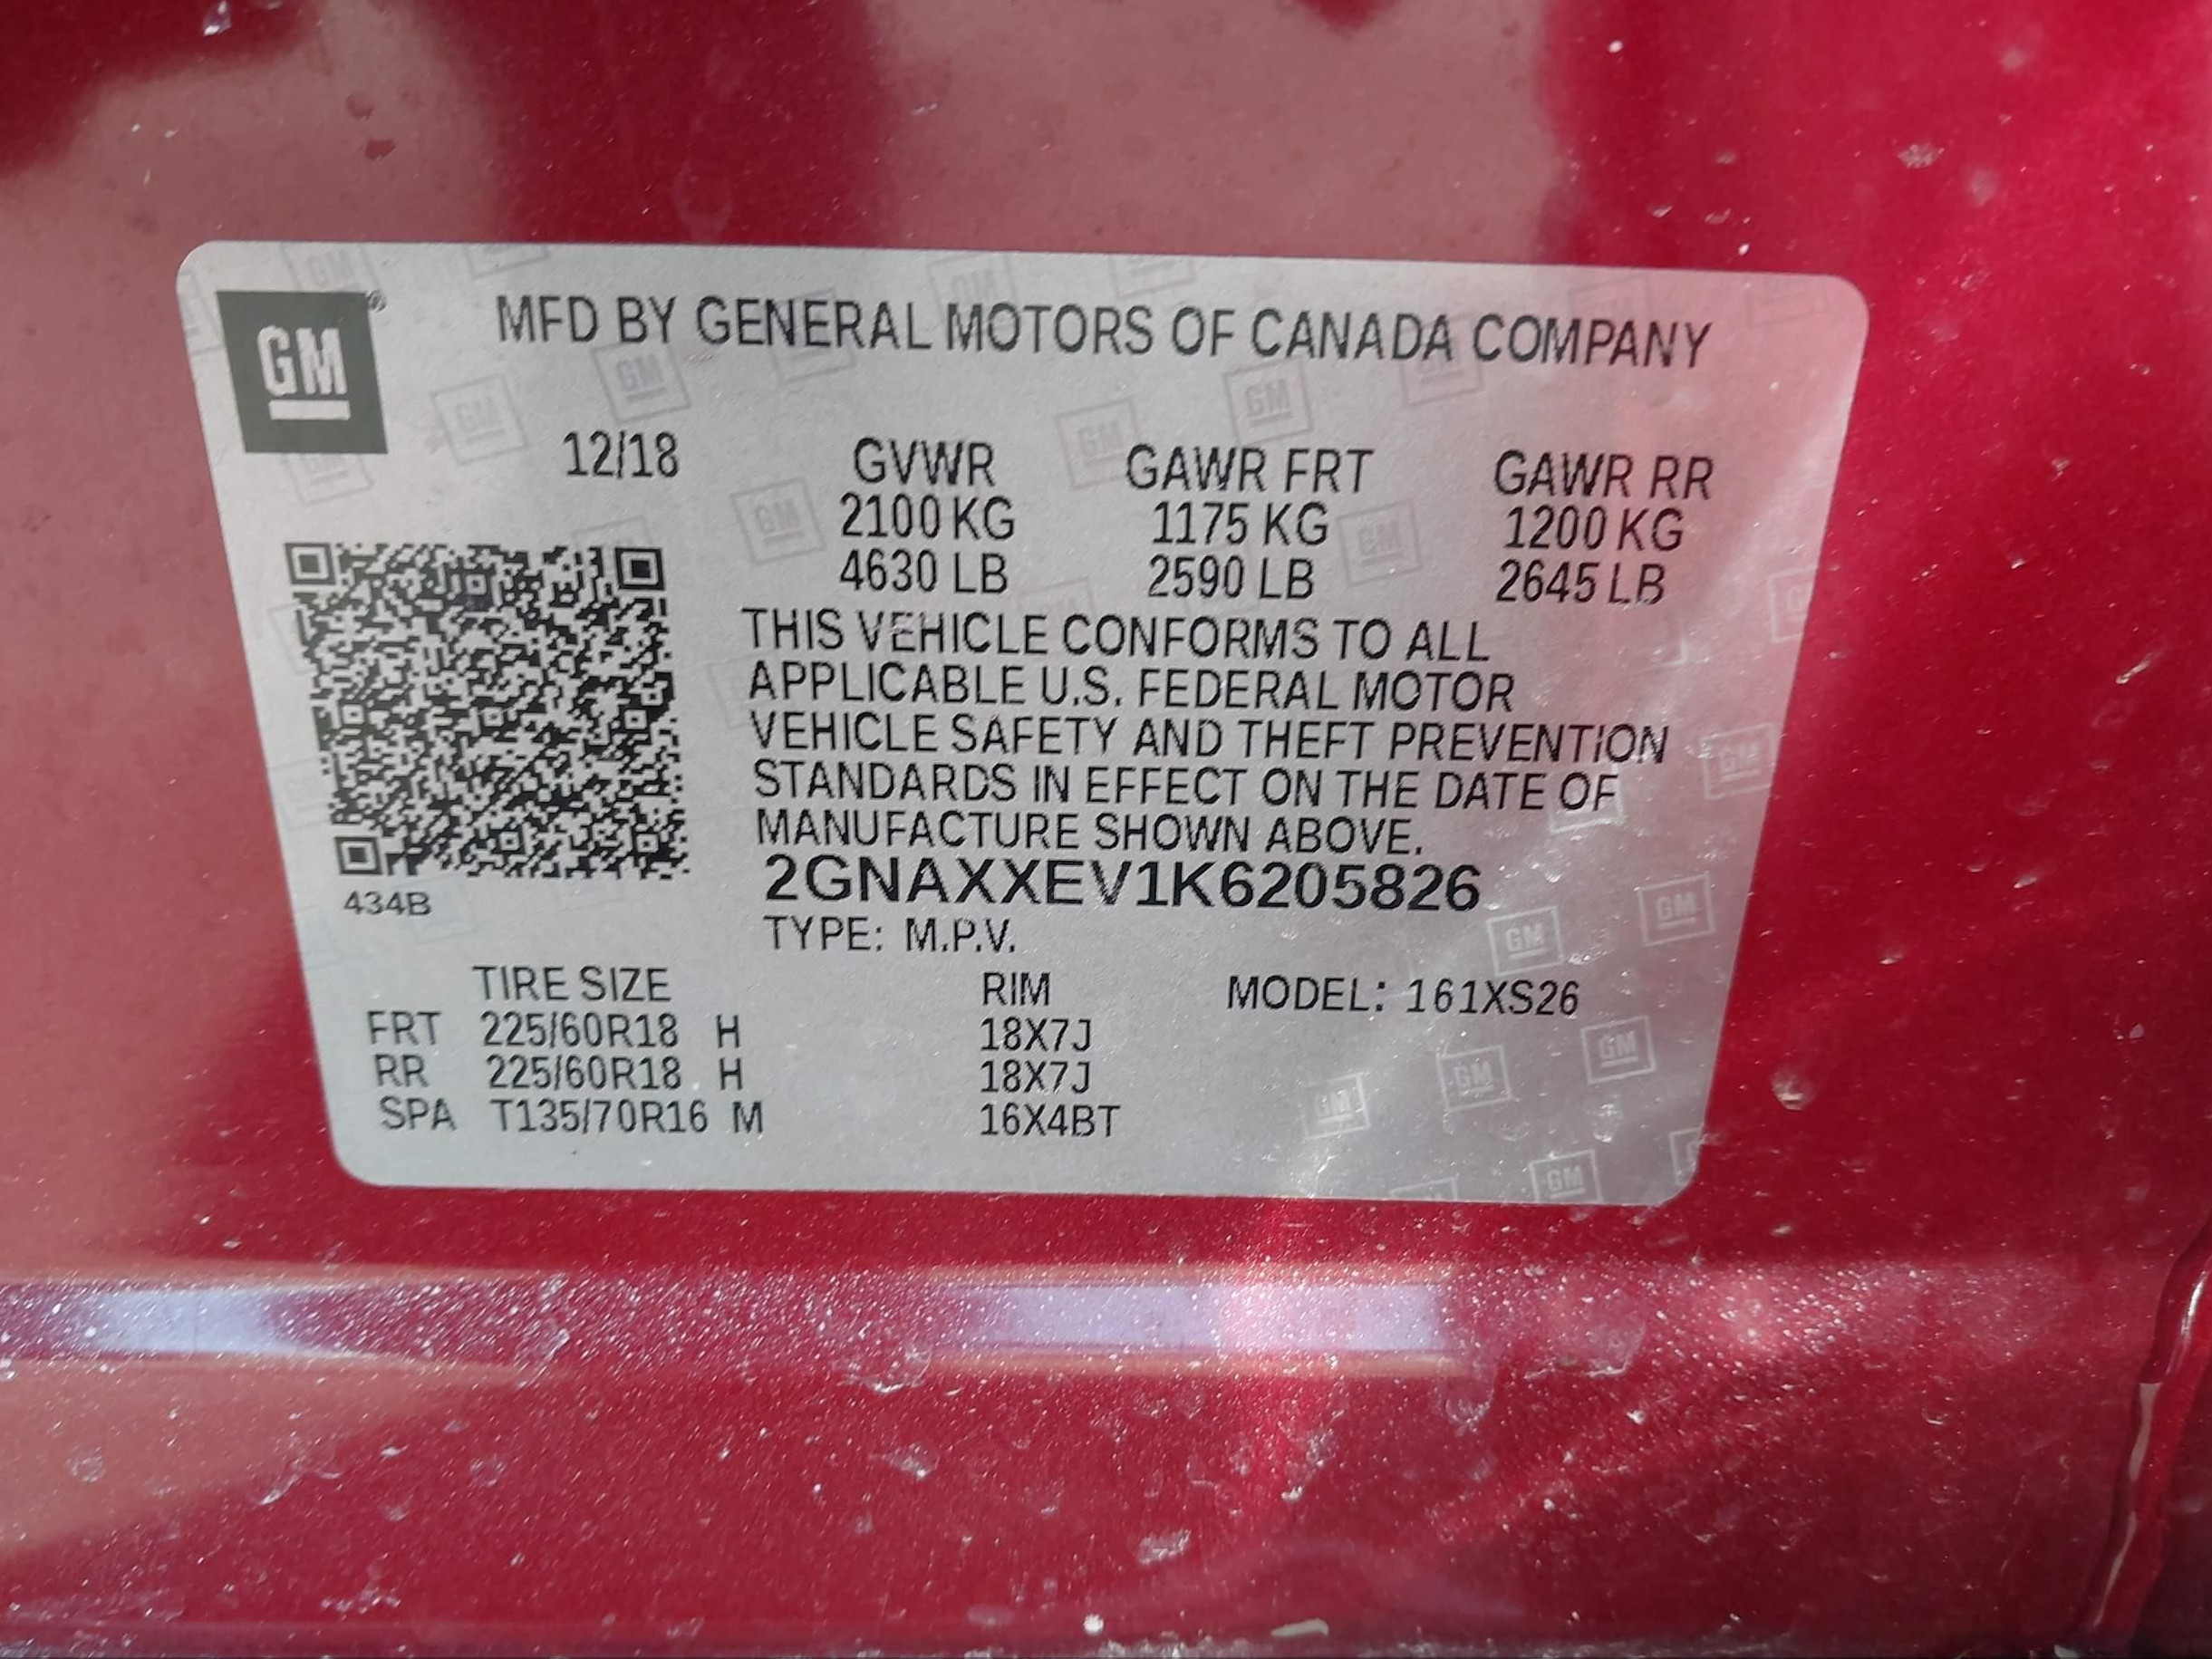 GM
MFD BY GENERAL MOTORS OF CANADA COMPANY
12/18 GVWR GAWR FRT GAWR RR
2100 KG 1175 KG 1200 KG
4630 LB 2590 LB 2645 LB
THIS VEHICLE CONFORMS TO ALL
APPLICABLE U.S. FEDERAL MOTOR
VEHICLE SAFETY AND THEFT PREVENTION
STANDARDS IN EFFECT ON THE DATE OF
MANUFACTURE SHOWN ABOVE.
2GNAXXEV1K6205826
434B
TYPE: M.P.V.
TIRE SIZE RIM MODEL: 161XS26
FRT 225/60R18 H 18X7J
RR 225/60R18 H 18X7J
SPA T135/70R16 M 16X4BT